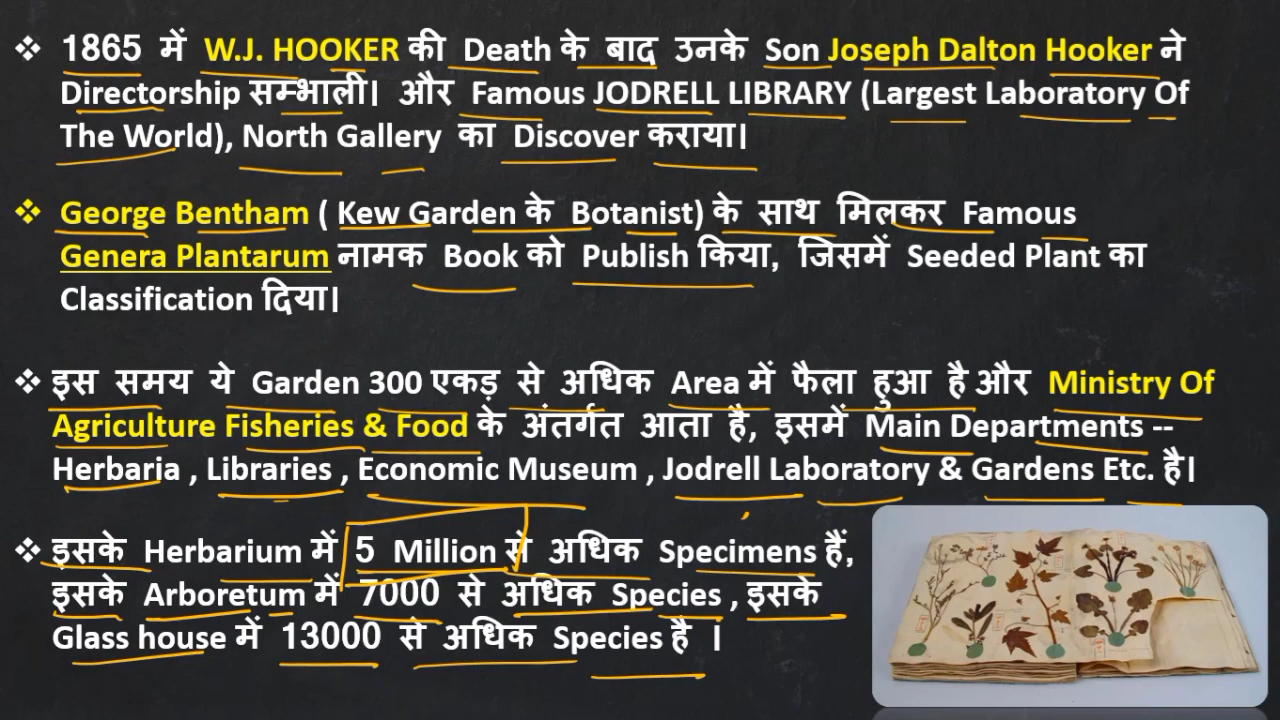 ❖ 1865 में W.J. HOOKER की Death के बाद उनके Son Joseph Dalton Hooker ने
Directorship सम्भाली। और Famous JODRELL LIBRARY (Largest Laboratory Of
The World), North Gallery का Discover कराया।
❖ George Bentham ( Kew Garden के Botanist) के साथ मिलकर Famous
Genera Plantarum नामक Book को Publish किया, जिसमें Seeded Plant का
Classification दिया।
❖ इस समय ये Garden 300 एकड़ से अधिक Area में फैला हुआ है और Ministry Of
Agriculture Fisheries & Food के अंतर्गत आता है, इसमें Main Departments --
Herbaria , Libraries , Economic Museum , Jodrell Laboratory & Gardens Etc. है।
❖ इसके Herbarium में 5 Million से अधिक Specimens हैं,
इसके Arboretum में 7000 से अधिक Species , इसके
Glass house में 13000 से अधिक Species है ।